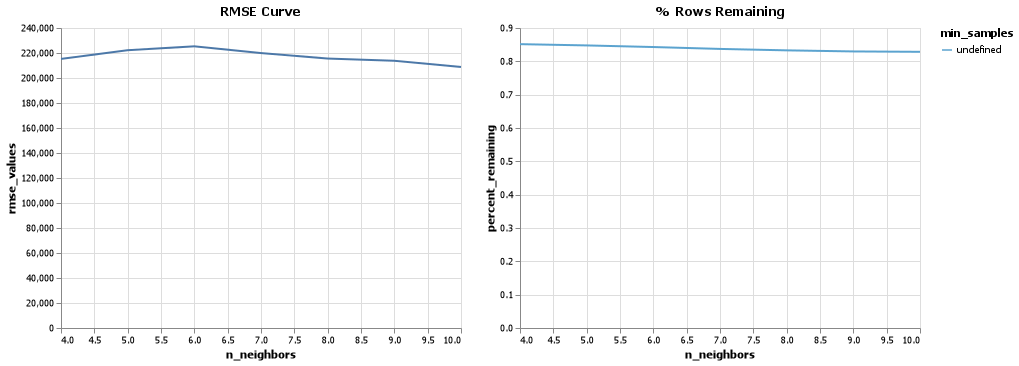 RMSE Curve
240,000
220,000
200,000
180,000
160,000
140,000
120,000
100,000
80,000
60,000
40,000
20,000
0
rmse_values
4.0 4.5 5.0 5.5 6.0 6.5 7.0 7.5 8.0 8.5 9.0 9.5 10.0
n_neighbors
% Rows Remaining
0.9
0.8
0.7
0.6
0.5
0.4
0.3
0.2
0.1
0.0
percent_remaining
4.0 4.5 5.0 5.5 6.0 6.5 7.0 7.5 8.0 8.5 9.0 9.5 10.0
n_neighbors
min_samples
undefined